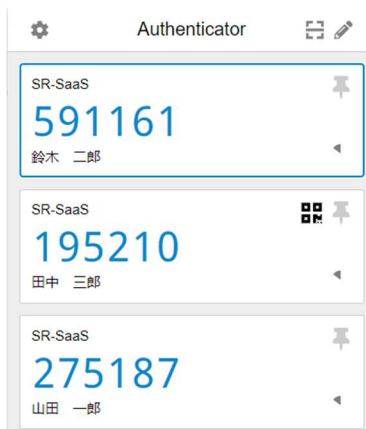 Authenticator
SR-SaaS
591161
鈴木　二郎
SR-SaaS
195210
田中　三郎
SR-SaaS
275187
山田　一郎